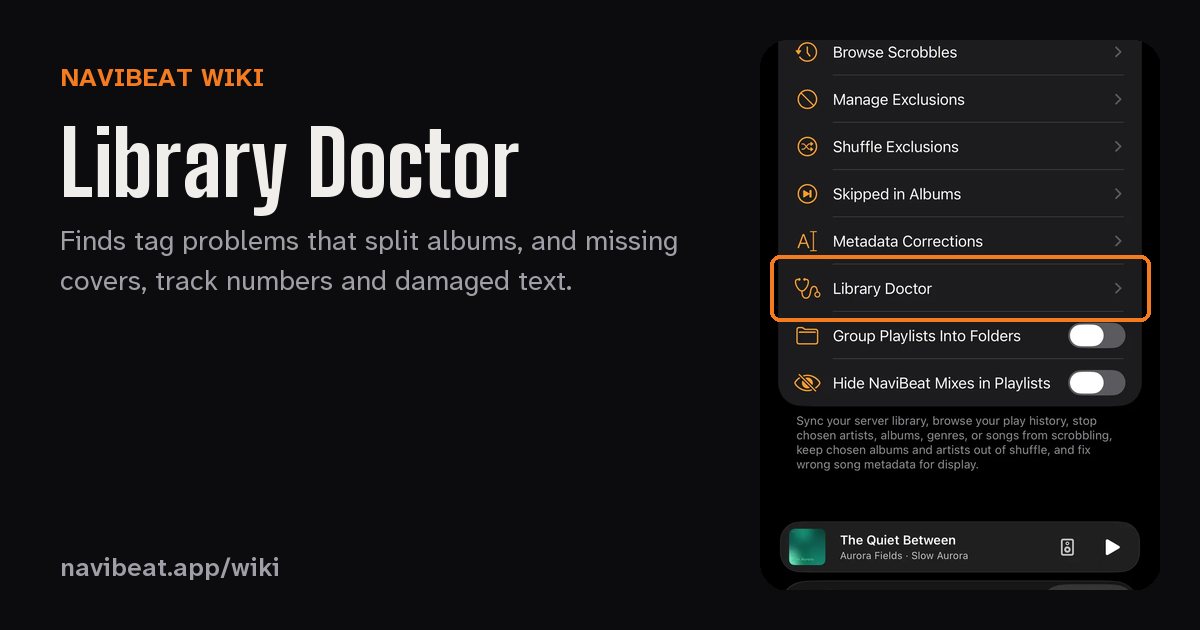 NAVIBEAT WIKI
Library Doctor
Finds tag problems that split albums, and missing
covers, track numbers and damaged text.
navibeat.app/wiki
Browse Scrobbles
Manage Exclusions
Shuffle Exclusions
Skipped in Albums
Metadata Corrections
Library Doctor
Group Playlists Into Folders
Hide NaviBeat Mixes in Playlists
Sync your server library, browse your play history, stop
chosen artists, albums, genres, or songs from scrobbling,
keep chosen albums and artists out of shuffle, and fix
wrong song metadata for display.
The Quiet Between
Aurora Fields · Slow Aurora